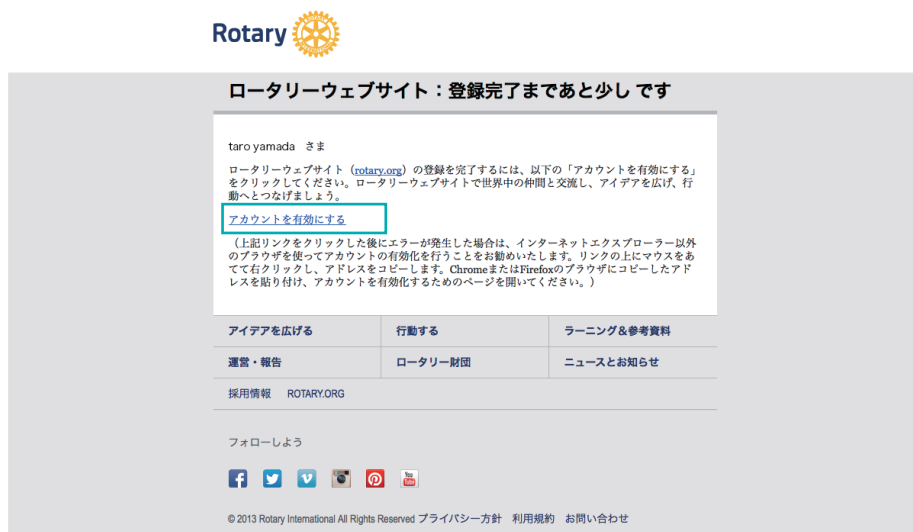 Rotary
ロータリーウェブサイト：登録完了まであと少し です
taro yamada　さま
ロータリーウェブサイト（rotary.org）の登録を完了するには、以下の「アカウントを有効にする」
をクリックしてください。ロータリーウェブサイトで世界中の仲間と交流し、アイデアを広げ、行
動へとつなげましょう。
アカウントを有効にする
（上記リンクをクリックした後にエラーが発生した場合は、インターネットエクスプローラー以外
のブラウザを使ってアカウントの有効化を行うことをお勧めいたします。リンクの上にマウスをあ
てて右クリックし、アドレスをコピーします。ChromeまたはFirefoxのブラウザにコピーしたアド
レスを貼り付け、アカウントを有効化するためのページを開いてください。）
アイデアを広げる　行動する　ラーニング＆参考資料
運営・報告　ロータリー財団　ニュースとお知らせ
採用情報　ROTARY.ORG
フォローしよう
You Tube
© 2013 Rotary International All Rights Reserved プライバシー方針　利用規約　お問い合わせ